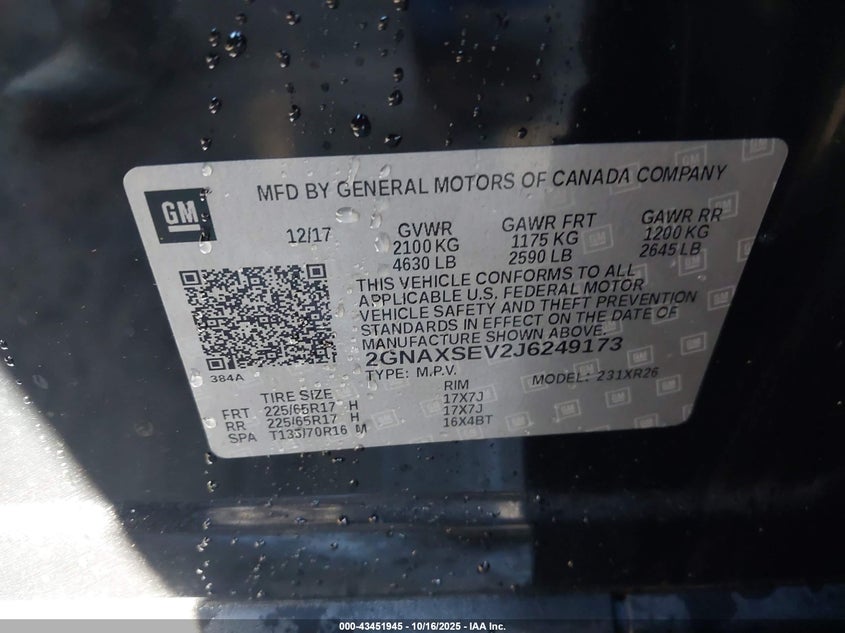 GM
MFD BY GENERAL MOTORS OF CANADA COMPANY
12/17
GVWR
2100 KG
4630 LB
GAWR FRT
1175 KG
2590 LB
GAWR RR
1200 KG
2645 LB
THIS VEHICLE CONFORMS TO ALL
APPLICABLE U.S. FEDERAL MOTOR
VEHICLE SAFETY AND THEFT PREVENTION
STANDARDS IN EFFECT ON THE DATE OF
MANUFACTURE SHOWN ABOVE.
2GNAXSEV2J6249173
TYPE: M.P.V. MODEL: 231XR26
384A
TIRE SIZE RIM
FRT 225/65R17 H 17X7J
RR 225/65R17 H 17X7J
SPA T135/70R16 M 16X4BT
000-43451945 | 10/16/2025 | IAA Inc.